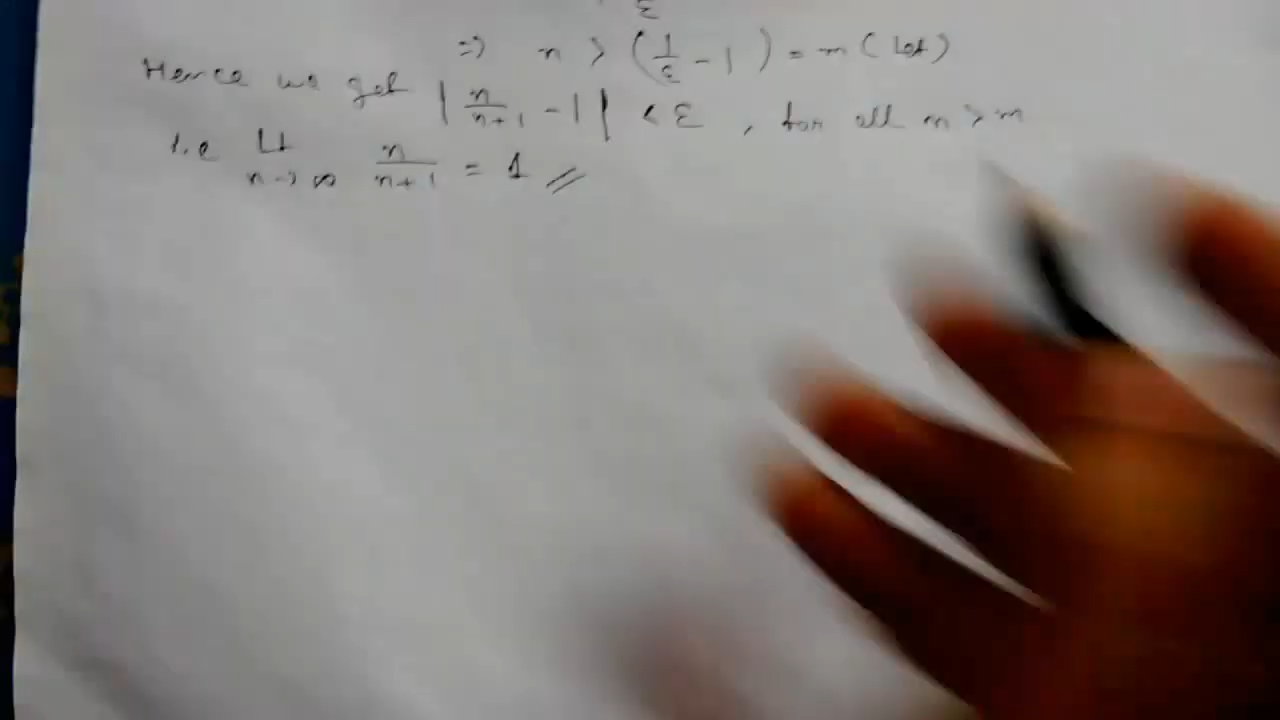 ε
=> n > (1/ε - 1) = m (Let)
Hence we get | n/n+1 - 1 | < ε , for all n > m
i.e Lt n→∞ n/n+1 = 1 //